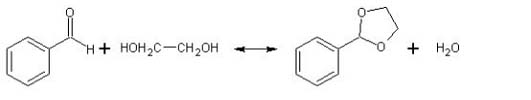 O
H + HOH₂C—CH₂OH ⟷ O O + H₂O